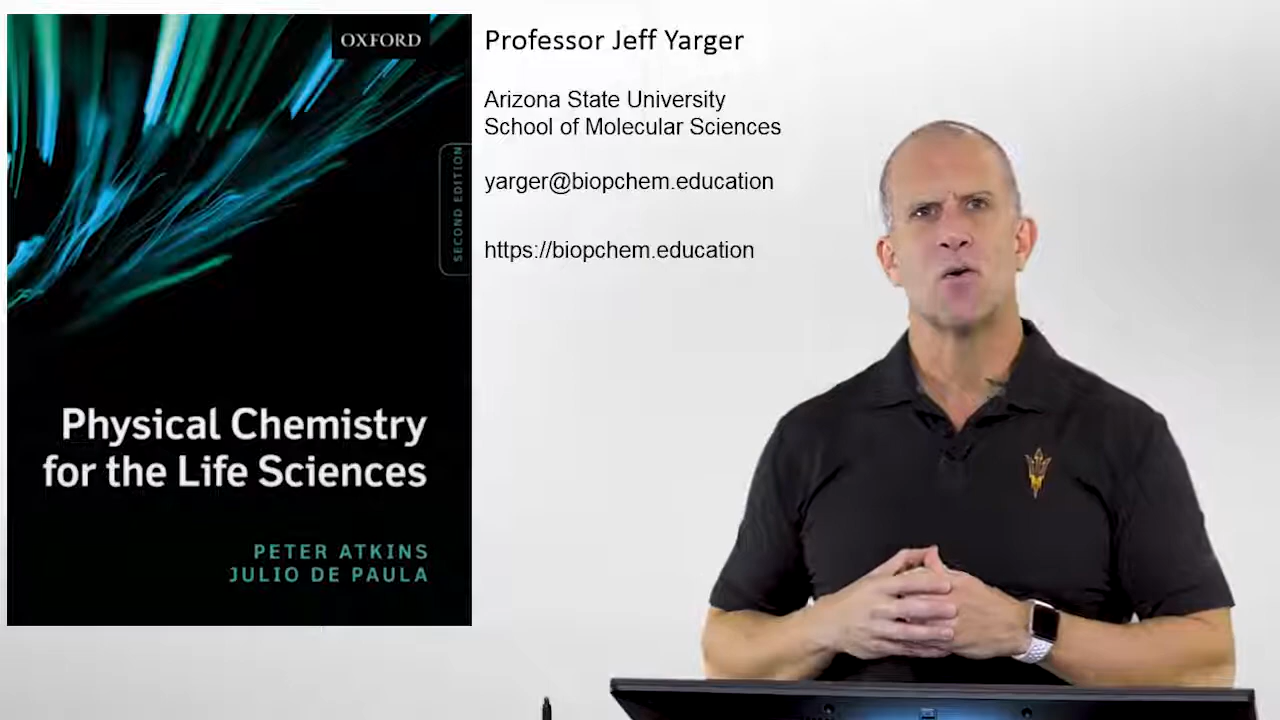 OXFORD
SECOND EDITION
Physical Chemistry
for the Life Sciences
PETER ATKINS
JULIO DE PAULA
Professor Jeff Yarger
Arizona State University
School of Molecular Sciences
yarger@biopchem.education
https://biopchem.education